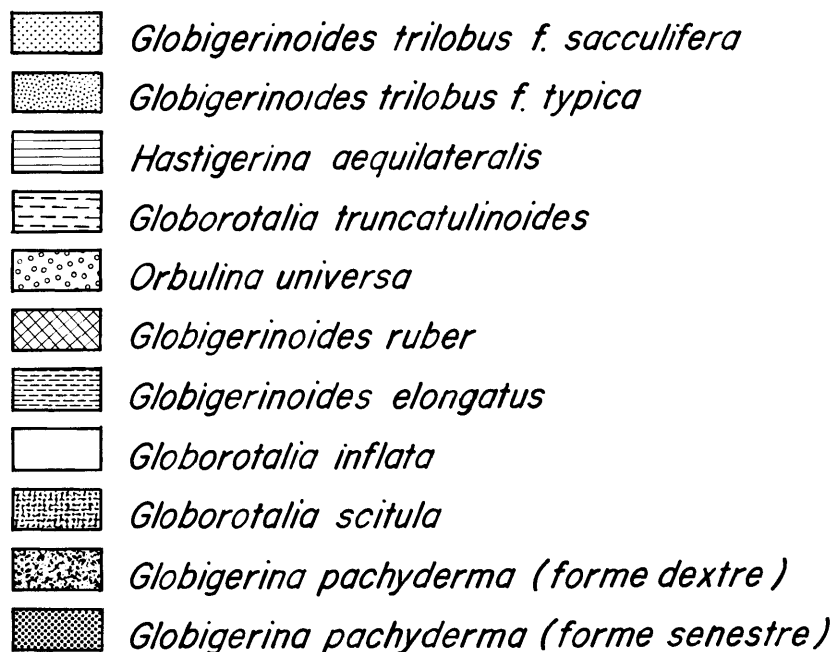 Globigerinoides trilobus f. sacculifera
Globigerinoides trilobus f. typica
Hastigerina aequilateralis
Globorotalia truncatulinoides
Orbulina universa
Globigerinoides ruber
Globigerinoides elongatus
Globorotalia inflata
Globorotalia scitula
Globigerina pachyderma (forme dextre)
Globigerina pachyderma (forme senestre)